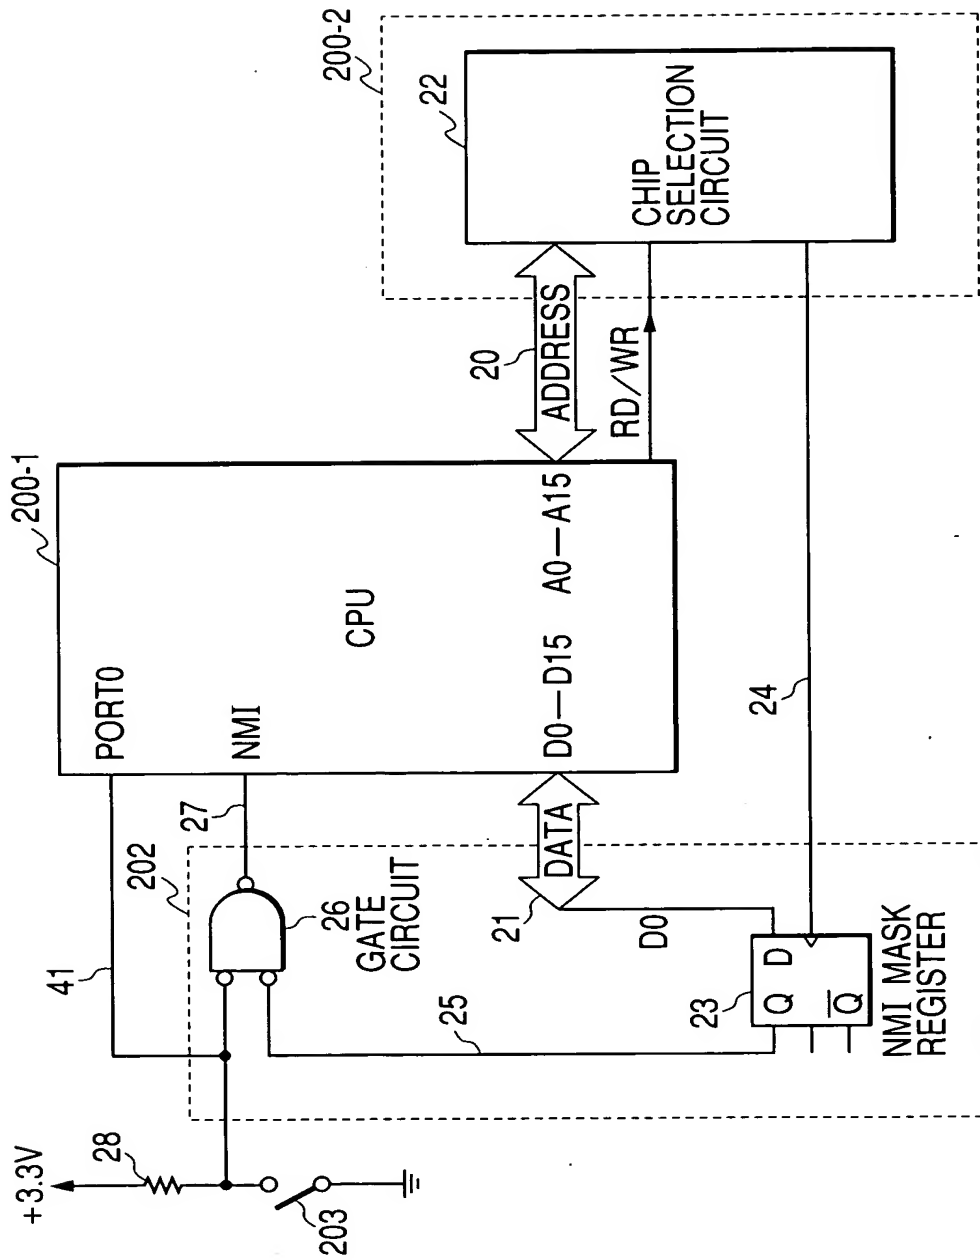 +3.3V
28
203
41
202
26
GATE
CIRCUIT
27
PORT0
NMI
200-1
CPU
D0—D15 A0—A15
21
DATA
D0
25
23
Q D
Q̅
NMI MASK
REGISTER
24
20
ADDRESS
RD/WR
200-2
22
CHIP
SELECTION
CIRCUIT